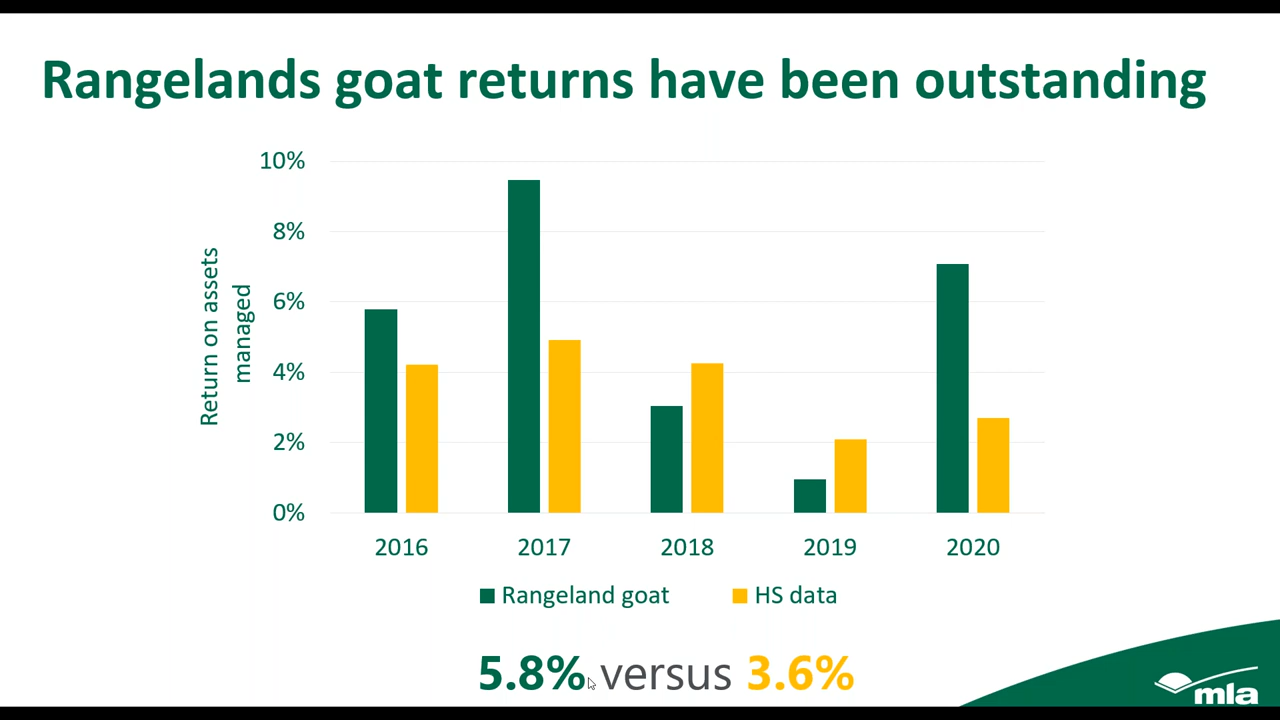 Rangelands goat returns have been outstanding
10%
8%
6%
4%
2%
0%
Return on assets
managed
2016 2017 2018 2019 2020
Rangeland goat HS data
5.8% versus 3.6%
mla